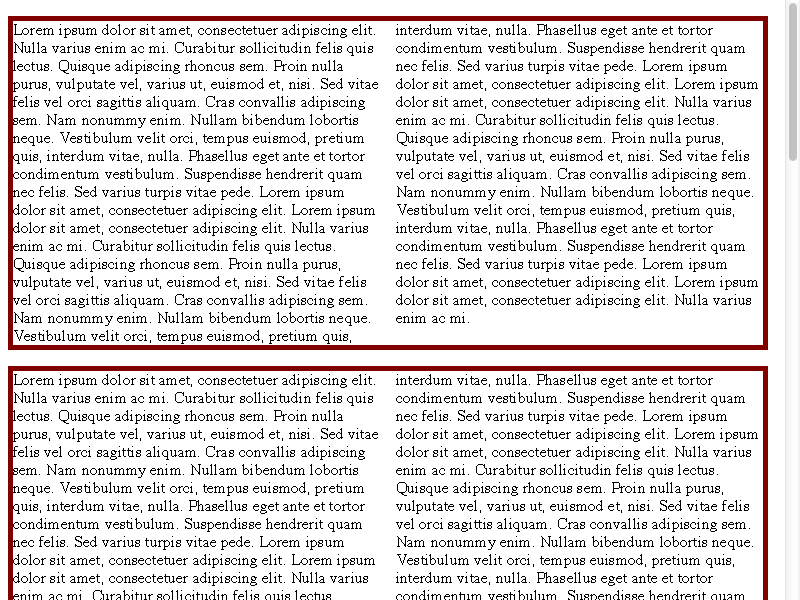 Lorem ipsum dolor sit amet, consectetuer adipiscing elit.
Nulla varius enim ac mi. Curabitur sollicitudin felis quis
lectus. Quisque adipiscing rhoncus sem. Proin nulla
purus, vulputate vel, varius ut, euismod et, nisi. Sed vitae
felis vel orci sagittis aliquam. Cras convallis adipiscing
sem. Nam nonummy enim. Nullam bibendum lobortis
neque. Vestibulum velit orci, tempus euismod, pretium
quis, interdum vitae, nulla. Phasellus eget ante et tortor
condimentum vestibulum. Suspendisse hendrerit quam
nec felis. Sed varius turpis vitae pede. Lorem ipsum
dolor sit amet, consectetuer adipiscing elit. Lorem ipsum
dolor sit amet, consectetuer adipiscing elit. Nulla varius
enim ac mi. Curabitur sollicitudin felis quis lectus.
Quisque adipiscing rhoncus sem. Proin nulla purus,
vulputate vel, varius ut, euismod et, nisi. Sed vitae felis
vel orci sagittis aliquam. Cras convallis adipiscing sem.
Nam nonummy enim. Nullam bibendum lobortis neque.
Vestibulum velit orci, tempus euismod, pretium quis,
interdum vitae, nulla. Phasellus eget ante et tortor
condimentum vestibulum. Suspendisse hendrerit quam
nec felis. Sed varius turpis vitae pede. Lorem ipsum
dolor sit amet, consectetuer adipiscing elit. Lorem ipsum
dolor sit amet, consectetuer adipiscing elit. Nulla varius
enim ac mi. Curabitur sollicitudin felis quis lectus.
Quisque adipiscing rhoncus sem. Proin nulla purus,
vulputate vel, varius ut, euismod et, nisi. Sed vitae felis
vel orci sagittis aliquam. Cras convallis adipiscing sem.
Nam nonummy enim. Nullam bibendum lobortis neque.
Vestibulum velit orci, tempus euismod, pretium quis,
interdum vitae, nulla. Phasellus eget ante et tortor
condimentum vestibulum. Suspendisse hendrerit quam
nec felis. Sed varius turpis vitae pede. Lorem ipsum
dolor sit amet, consectetuer adipiscing elit. Lorem ipsum
dolor sit amet, consectetuer adipiscing elit. Nulla varius
enim ac mi.
Lorem ipsum dolor sit amet, consectetuer adipiscing elit.
Nulla varius enim ac mi. Curabitur sollicitudin felis quis
lectus. Quisque adipiscing rhoncus sem. Proin nulla
purus, vulputate vel, varius ut, euismod et, nisi. Sed vitae
felis vel orci sagittis aliquam. Cras convallis adipiscing
sem. Nam nonummy enim. Nullam bibendum lobortis
neque. Vestibulum velit orci, tempus euismod, pretium
quis, interdum vitae, nulla. Phasellus eget ante et tortor
condimentum vestibulum. Suspendisse hendrerit quam
nec felis. Sed varius turpis vitae pede. Lorem ipsum
dolor sit amet, consectetuer adipiscing elit. Lorem ipsum
dolor sit amet, consectetuer adipiscing elit. Nulla varius
enim ac mi. Curabitur sollicitudin felis quis lectus.
interdum vitae, nulla. Phasellus eget ante et tortor
condimentum vestibulum. Suspendisse hendrerit quam
nec felis. Sed varius turpis vitae pede. Lorem ipsum
dolor sit amet, consectetuer adipiscing elit. Lorem ipsum
dolor sit amet, consectetuer adipiscing elit. Nulla varius
enim ac mi. Curabitur sollicitudin felis quis lectus.
Quisque adipiscing rhoncus sem. Proin nulla purus,
vulputate vel, varius ut, euismod et, nisi. Sed vitae felis
vel orci sagittis aliquam. Cras convallis adipiscing sem.
Nam nonummy enim. Nullam bibendum lobortis neque.
Vestibulum velit orci, tempus euismod, pretium quis,
interdum vitae, nulla. Phasellus eget ante et tortor
condimentum vestibulum. Suspendisse hendrerit quam